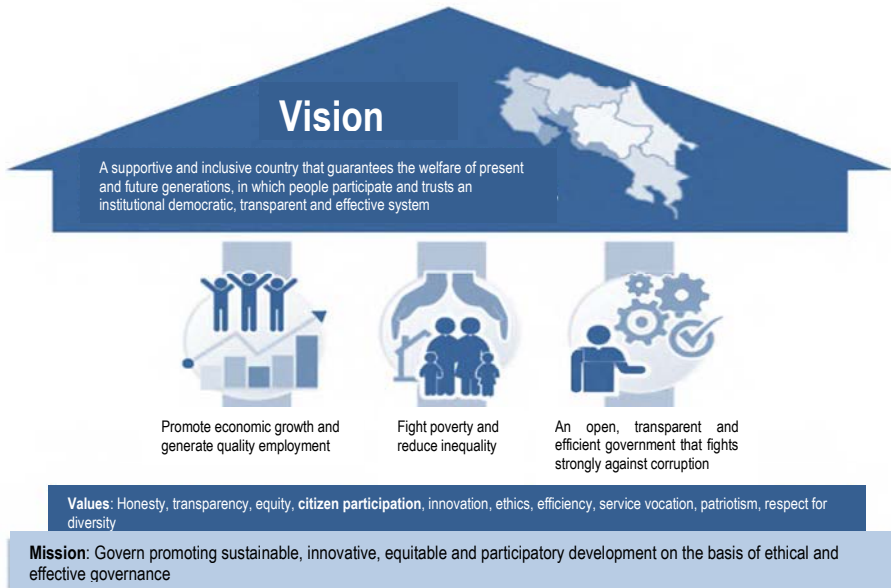 Vision
A supportive and inclusive country that guarantees the welfare of present
and future generations, in which people participate and trusts an
institutional democratic, transparent and effective system
Promote economic growth and
generate quality employment
Fight poverty and
reduce inequality
An open, transparent and
efficient government that fights
strongly against corruption
Values: Honesty, transparency, equity, citizen participation, innovation, ethics, efficiency, service vocation, patriotism, respect for
diversity
Mission: Govern promoting sustainable, innovative, equitable and participatory development on the basis of ethical and
effective governance